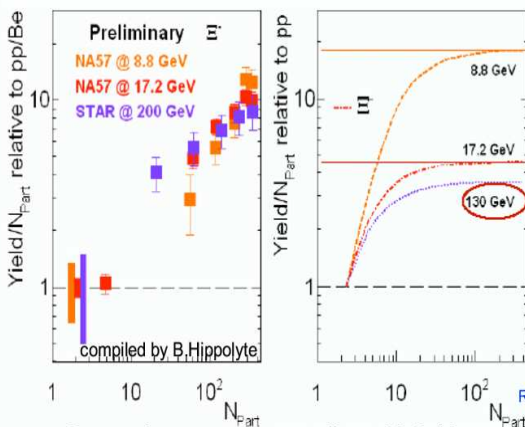 Preliminary Ξ
NA57 @ 8.8 GeV
NA57 @ 17.2 GeV
STAR @ 200 GeV
Yield/N_Part relative to pp/Be
10
1
compiled by B.Hippolyte
1 10 10²
N_Part
Yield/N_Part relative to pp
8.8 GeV
Ξ
17.2 GeV
130 GeV
10
1
1 10 10²
N_Part
R